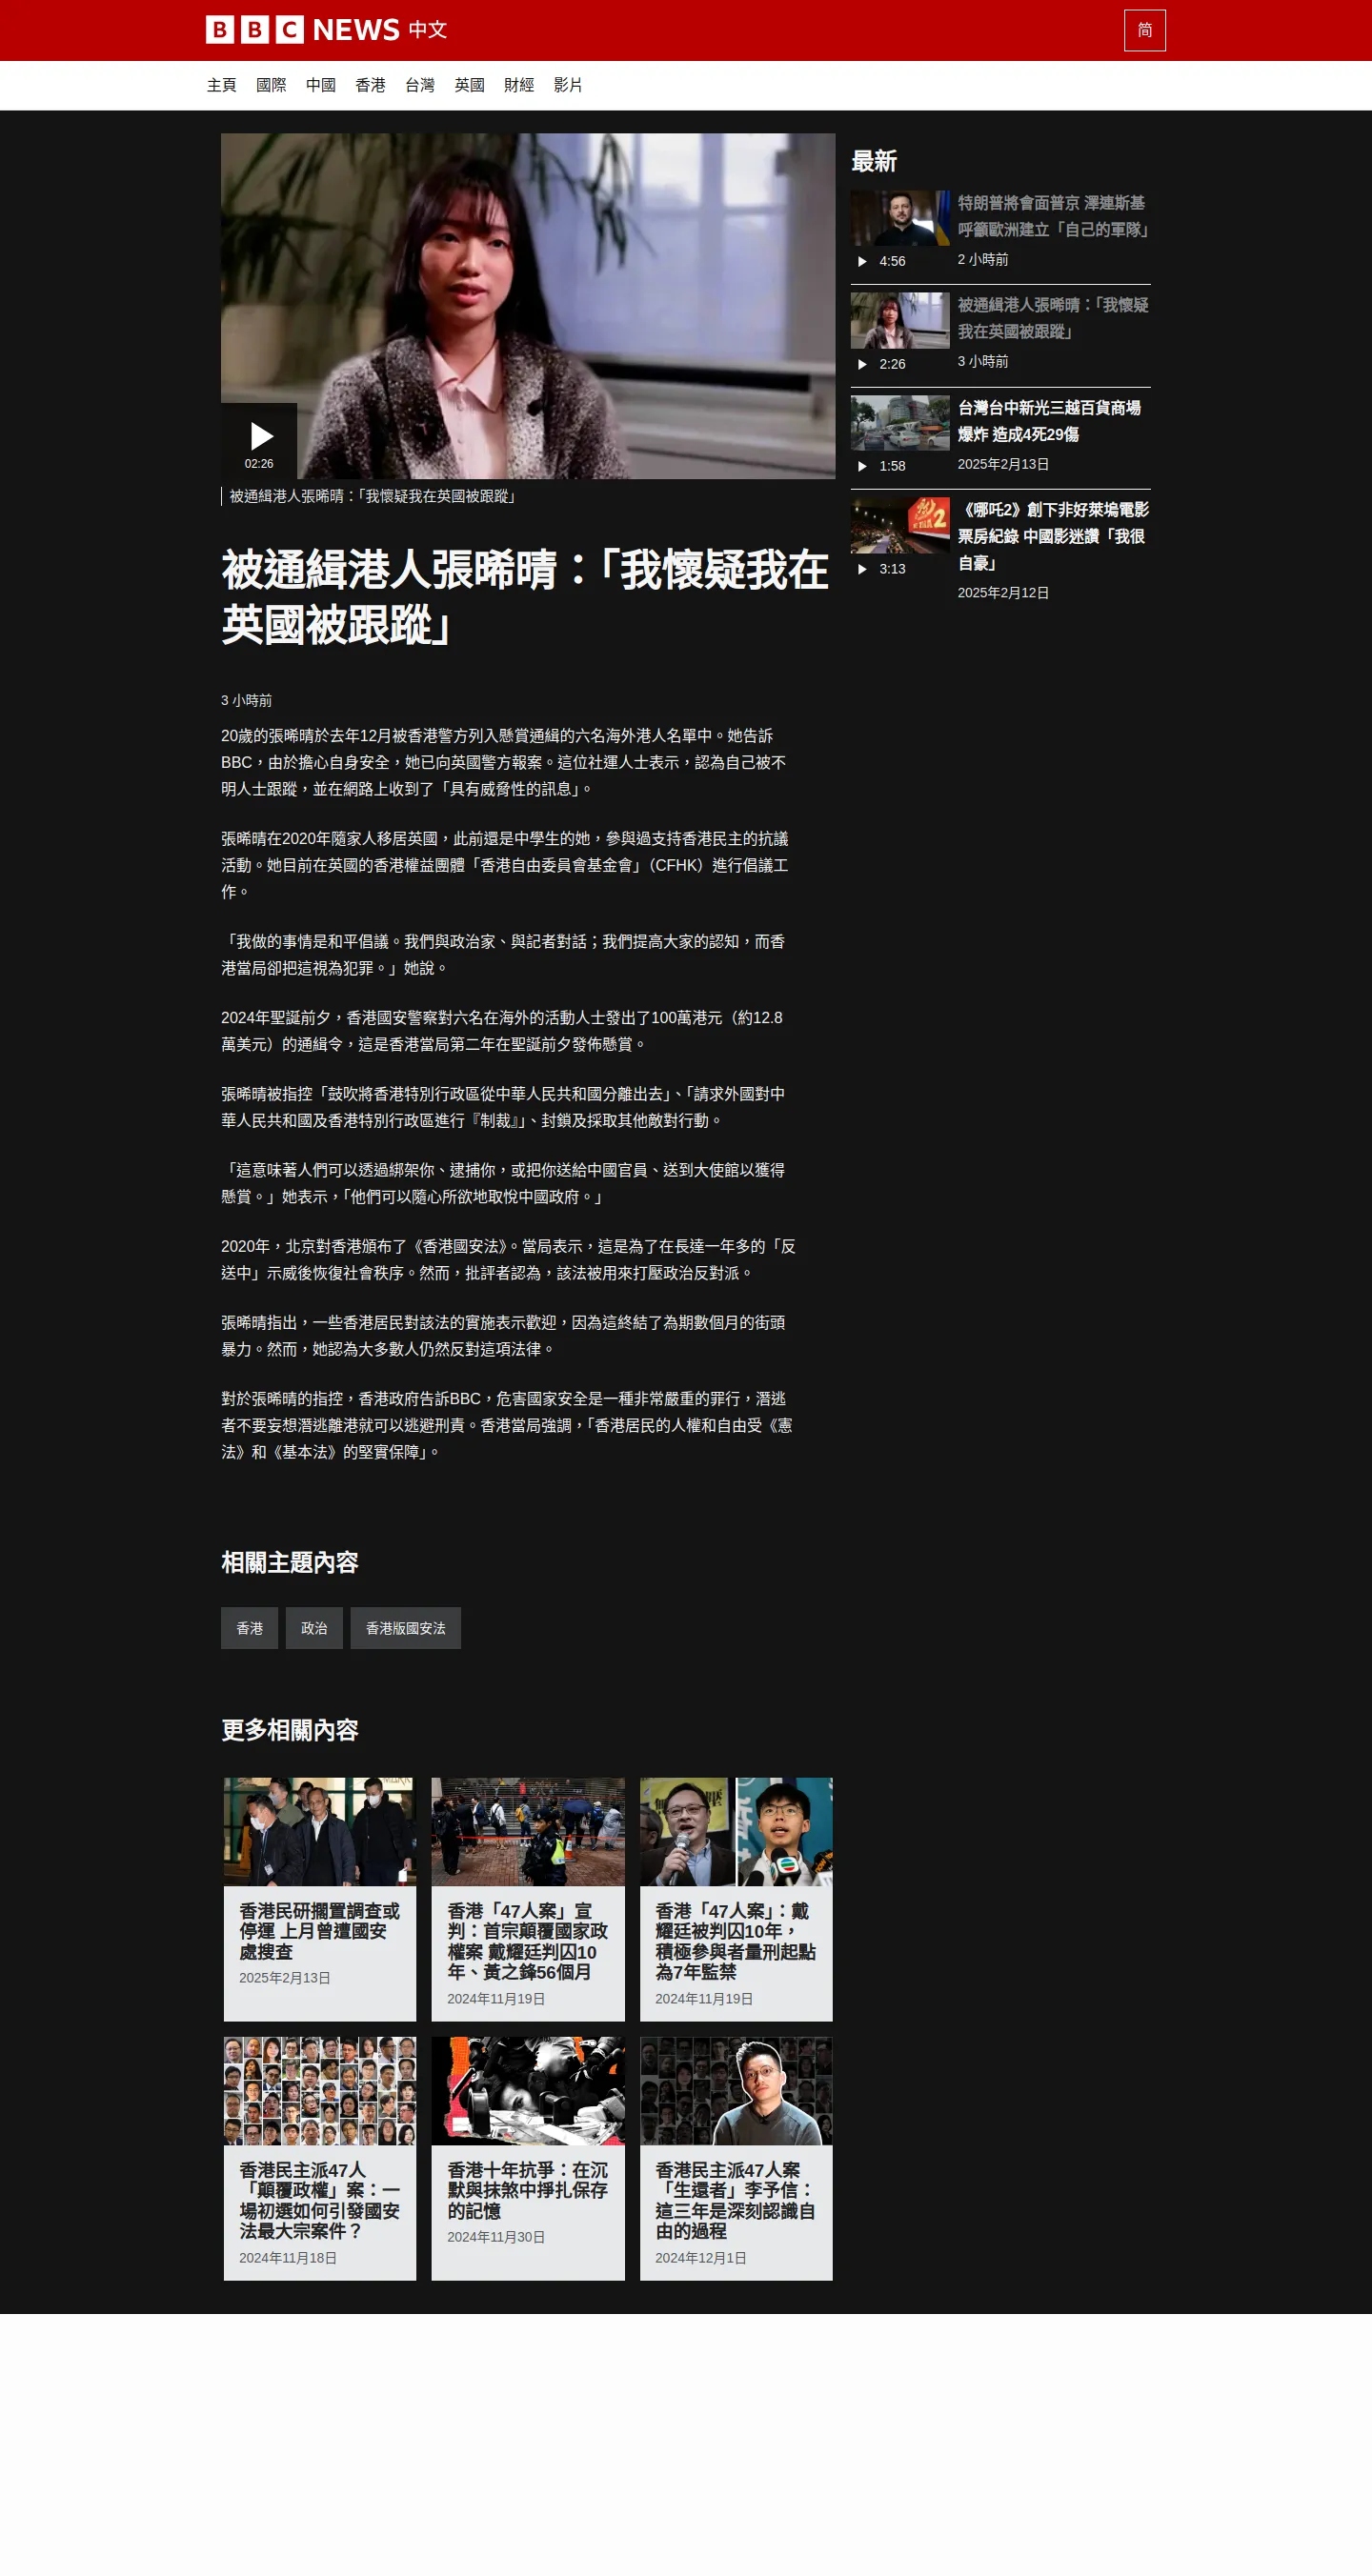 BBC NEWS 中文
简
主頁 國際 中國 香港 台灣 英國 財經 影片
02:26
被通緝港人張晞晴：「我懷疑我在英國被跟蹤」
被通緝港人張晞晴：「我懷疑我在
英國被跟蹤」
3 小時前
20歲的張晞晴於去年12月被香港警方列入懸賞通緝的六名海外港人名單中。她告訴
BBC，由於擔心自身安全，她已向英國警方報案。這位社運人士表示，認為自己被不
明人士跟蹤，並在網路上收到了「具有威脅性的訊息」。
張晞晴在2020年隨家人移居英國，此前還是中學生的她，參與過支持香港民主的抗議
活動。她目前在英國的香港權益團體「香港自由委員會基金會」（CFHK）進行倡議工
作。
「我做的事情是和平倡議。我們與政治家、與記者對話；我們提高大家的認知，而香
港當局卻把這視為犯罪。」她說。
2024年聖誕前夕，香港國安警察對六名在海外的活動人士發出了100萬港元（約12.8
萬美元）的通緝令，這是香港當局第二年在聖誕前夕發佈懸賞。
張晞晴被指控「鼓吹將香港特別行政區從中華人民共和國分離出去」、「請求外國對中
華人民共和國及香港特別行政區進行『制裁』」、封鎖及採取其他敵對行動。
「這意味著人們可以透過綁架你、逮捕你，或把你送給中國官員、送到大使館以獲得
懸賞。」她表示，「他們可以隨心所欲地取悅中國政府。」
2020年，北京對香港頒布了《香港國安法》。當局表示，這是為了在長達一年多的「反
送中」示威後恢復社會秩序。然而，批評者認為，該法被用來打壓政治反對派。
張晞晴指出，一些香港居民對該法的實施表示歡迎，因為這終結了為期數個月的街頭
暴力。然而，她認為大多數人仍然反對這項法律。
對於張晞晴的指控，香港政府告訴BBC，危害國家安全是一種非常嚴重的罪行，潛逃
者不要妄想潛逃離港就可以逃避刑責。香港當局強調，「香港居民的人權和自由受《憲
法》和《基本法》的堅實保障」。
相關主題內容
香港 政治 香港版國安法
更多相關內容
香港民研擱置調查或
停運 上月曾遭國安
處搜查
2025年2月13日
香港「47人案」宣
判：首宗顛覆國家政
權案 戴耀廷判囚10
年、黃之鋒56個月
2024年11月19日
香港「47人案」：戴
耀廷被判囚10年，
積極參與者量刑起點
為7年監禁
2024年11月19日
香港民主派47人
「顛覆政權」案：一
場初選如何引發國安
法最大宗案件？
2024年11月18日
香港十年抗爭：在沉
默與抹煞中掙扎保存
的記憶
2024年11月30日
香港民主派47人案
「生還者」李予信：
這三年是深刻認識自
由的過程
2024年12月1日
最新
特朗普將會面普京 澤連斯基
呼籲歐洲建立「自己的軍隊」
4:56
2 小時前
被通緝港人張晞晴：「我懷疑
我在英國被跟蹤」
2:26
3 小時前
台灣台中新光三越百貨商場
爆炸 造成4死29傷
1:58
2025年2月13日
《哪吒2》創下非好萊塢電影
票房紀錄 中國影迷讚「我很
自豪」
3:13
2025年2月12日